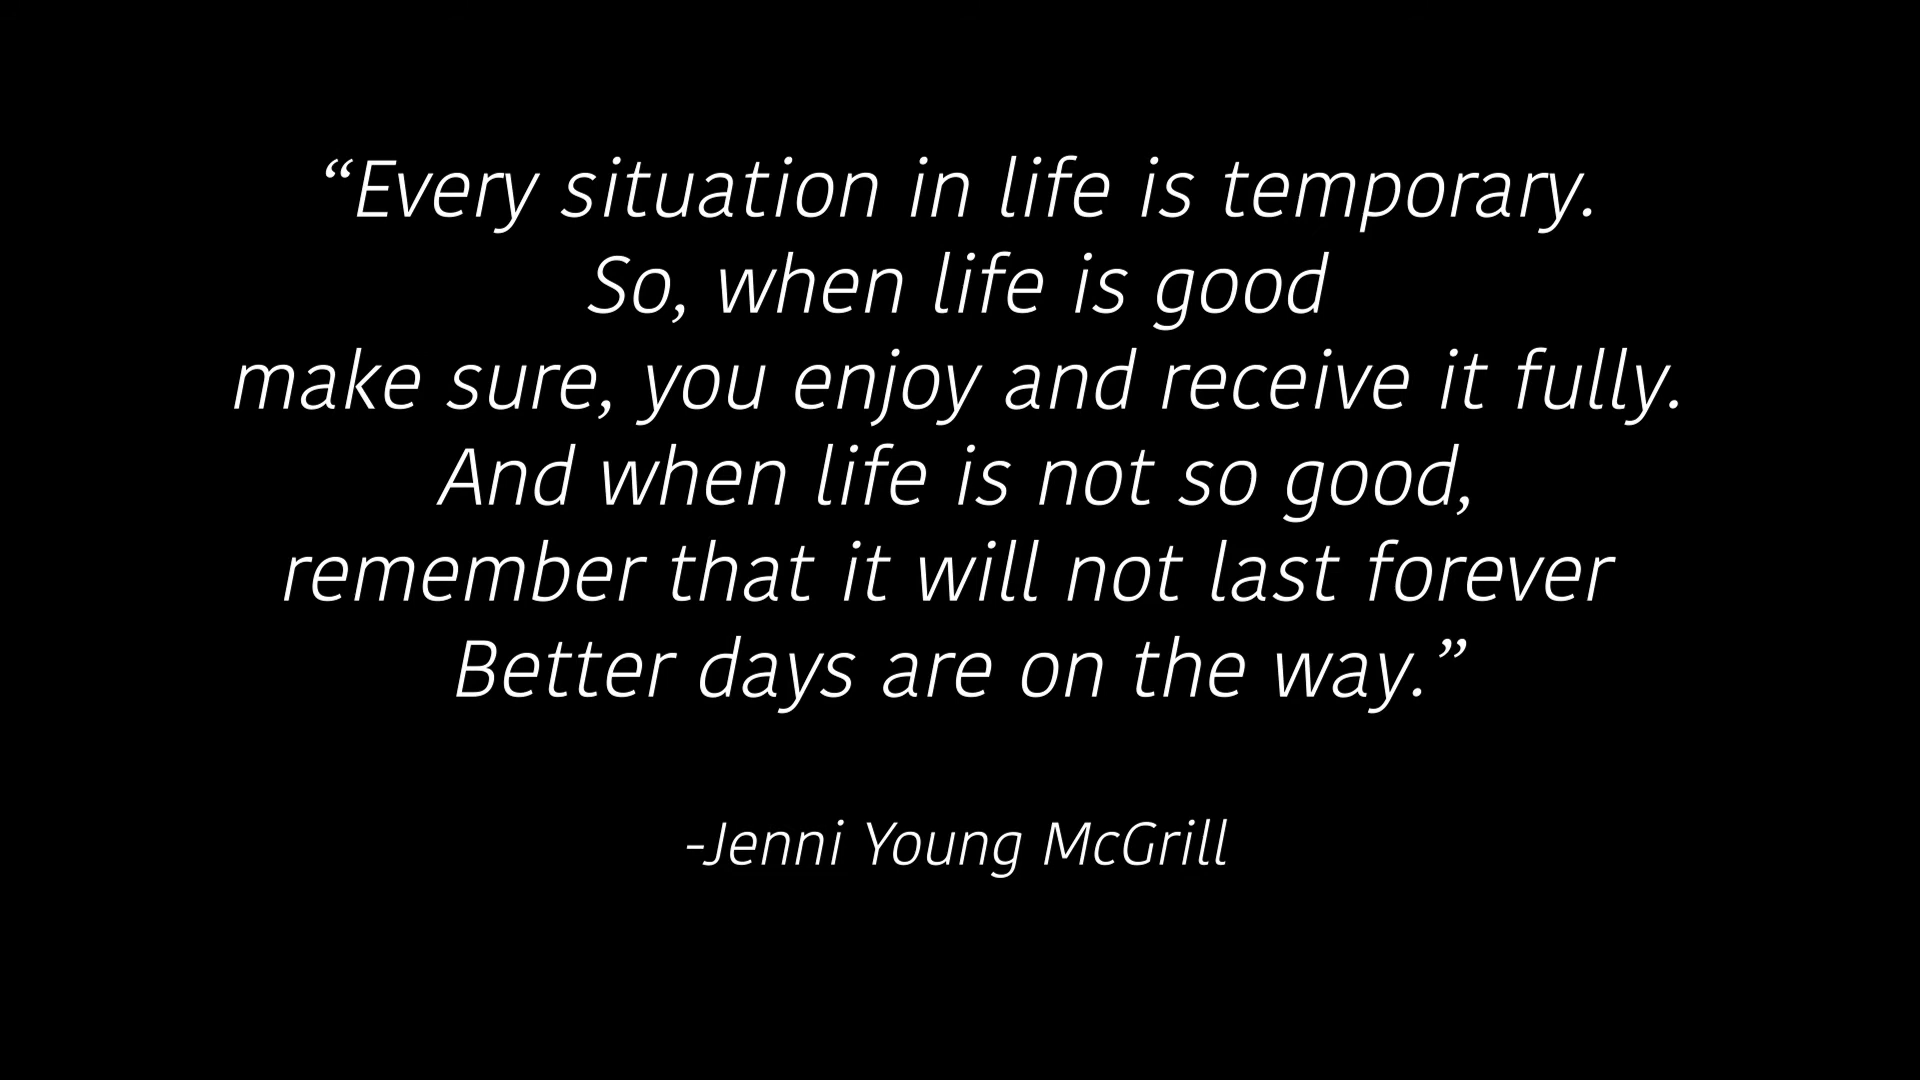 “Every situation in life is temporary.
So, when life is good
make sure, you enjoy and receive it fully.
And when life is not so good,
remember that it will not last forever
Better days are on the way.”
-Jenni Young McGrill